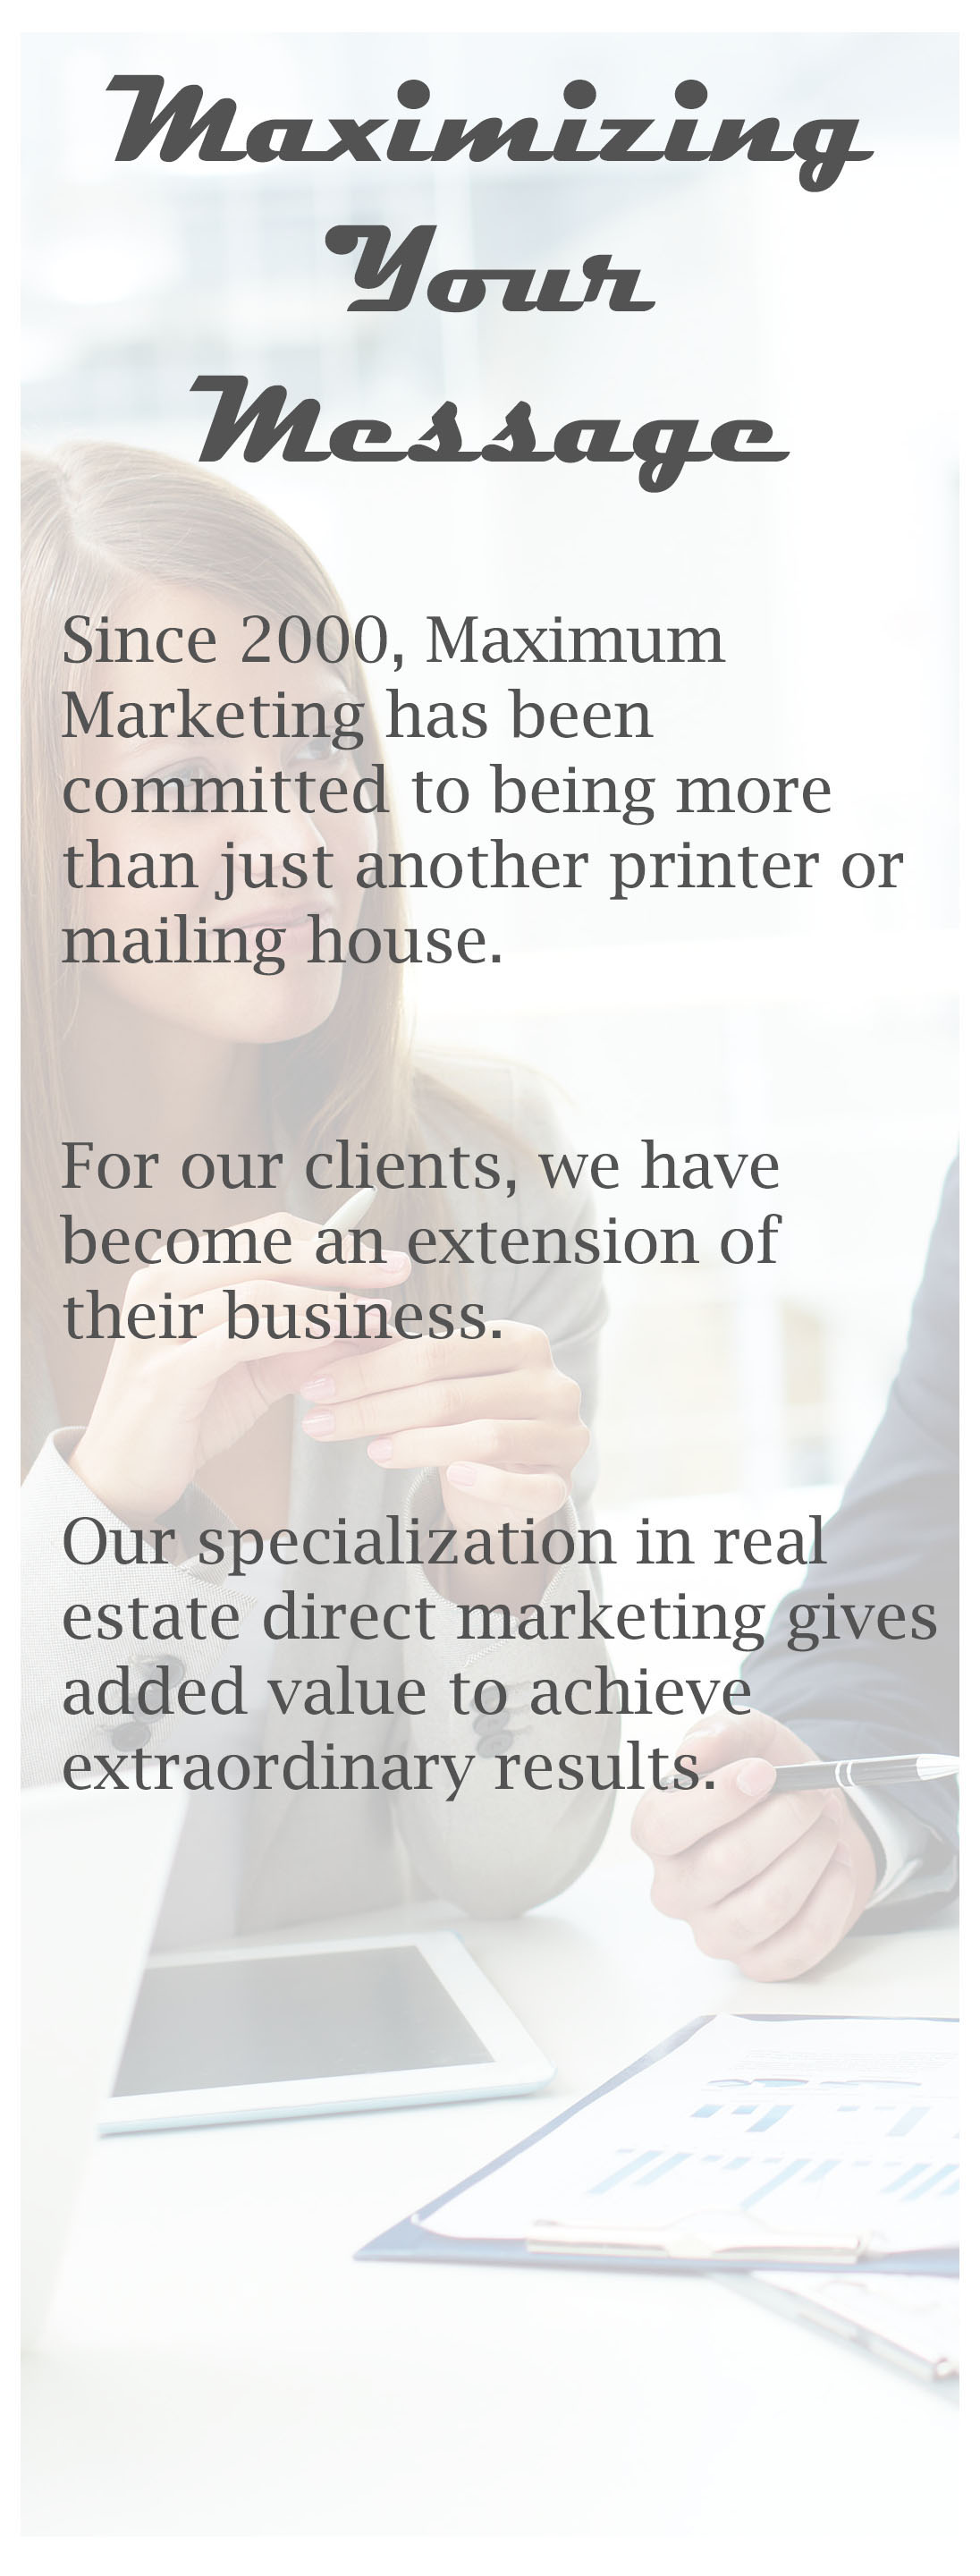 Maximizing
Your
Message
Since 2000, Maximum
Marketing has been
committed to being more
than just another printer or
mailing house.
For our clients, we have
become an extension of
their business.
Our specialization in real
estate direct marketing gives
added value to achieve
extraordinary results.